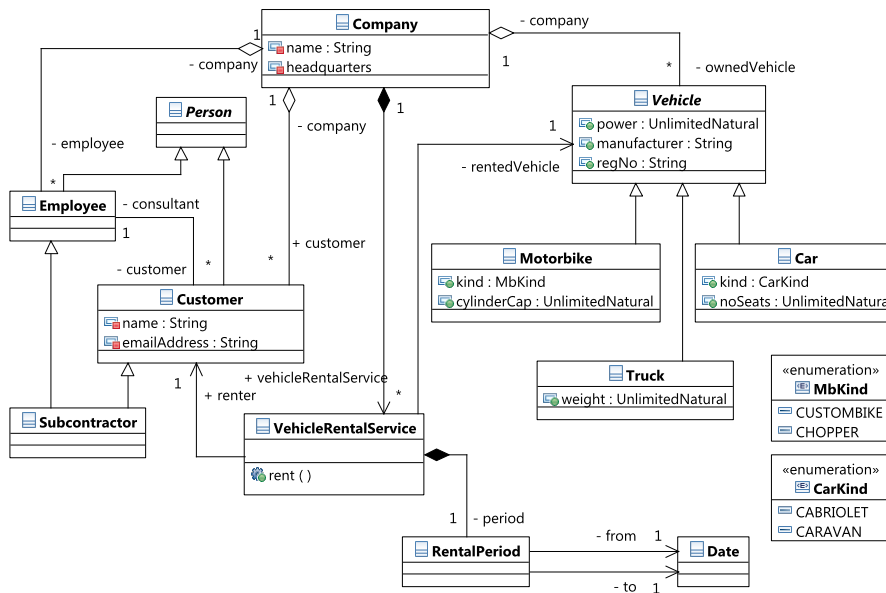 Company
name : String
headquarters
- company
1
- company
1
1
- company
1
- company
*
- ownedVehicle
Person
- employee
*
Vehicle
power : UnlimitedNatural
manufacturer : String
regNo : String
1
- rentedVehicle
Employee
- consultant
1
- customer
*
+ customer
*
Motorbike
kind : MbKind
cylinderCap : UnlimitedNatural
Car
kind : CarKind
noSeats : UnlimitedNatura
Customer
name : String
emailAddress : String
1
+ renter
+ vehicleRentalService
*
Truck
weight : UnlimitedNatural
«enumeration»
MbKind
CUSTOMBIKE
CHOPPER
Subcontractor
VehicleRentalService
rent ( )
«enumeration»
CarKind
CABRIOLET
CARAVAN
1
- period
RentalPeriod
- from
1
- to
1
Date